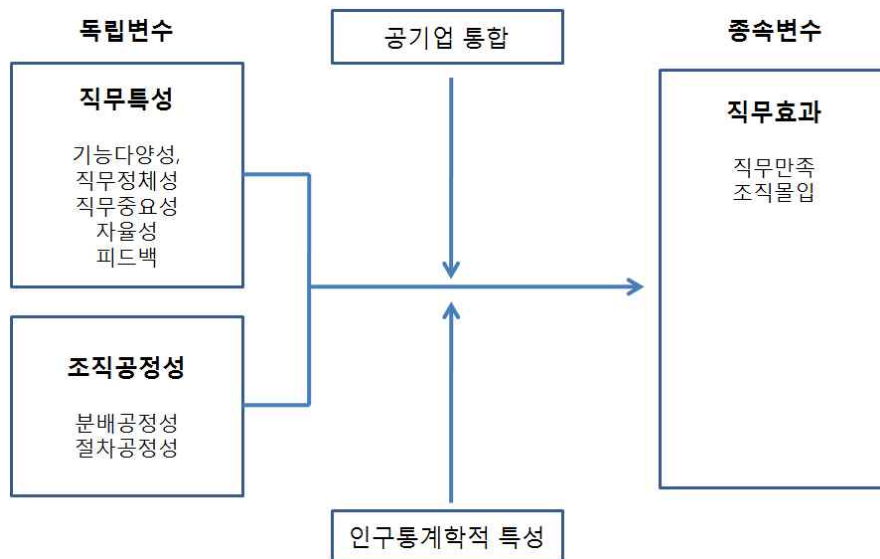 독립변수
공기업 통합
종속변수
직무특성
기능다양성,
직무정체성
직무중요성
자율성
피드백
직무효과
직무만족
조직몰입
조직공정성
분배공정성
절차공정성
인구통계학적 특성